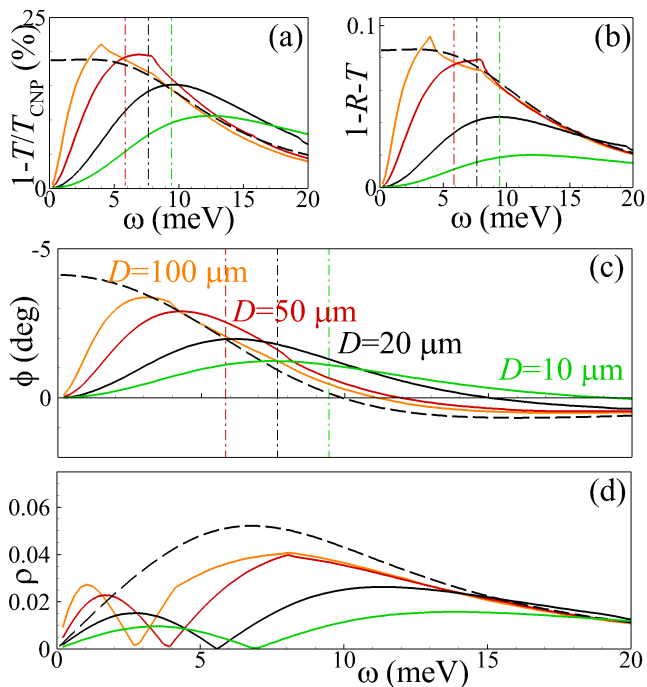 25
(a)
1-T/T_CNP (%)
0
0 5 10 15 20
ω (meV)
0.1
(b)
1-R-T
0
0 5 10 15 20
ω (meV)
-5
(c)
D=100 μm
D=50 μm
D=20 μm
D=10 μm
ϕ (deg)
0
0.06
(d)
0.04
ρ
0.02
0
0 5 10 15 20
ω (meV)